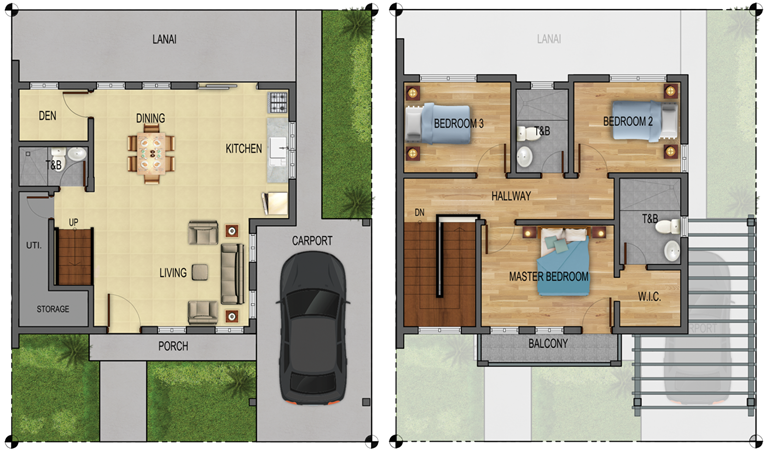 LANAI
DEN
DINING
KITCHEN
T&B
UP
UTI.
LIVING
CARPORT
STORAGE
PORCH
LANAI
BEDROOM 3
T&B
BEDROOM 2
HALLWAY
DN
T&B
MASTER BEDROOM
W.I.C.
CARPORT
BALCONY